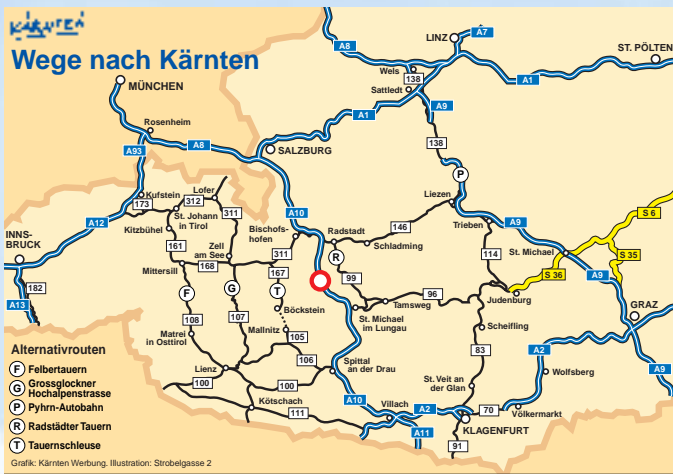 Kärnten
Wege nach Kärnten
A8
LINZ
A7
ST. PÖLTEN
Wels
138
Sattledt
A1
A9
MÜNCHEN
A1
138
Rosenheim
A8
A93
SALZBURG
P
Kufstein
Lofer
312
173
St. Johann
in Tirol
311
A10
Liezen
A12
Kitzbühel
Bischofs-
hofen
Radstadt
146
Trieben
A9
S 6
INNS-
BRUCK
161
Zell
am See
311
R
Schladming
114
St. Michael
S 35
Mittersill
168
167
99
S 36
A9
182
F
G
T
96
Tamsweg
Judenburg
A13
Böckstein
St. Michael
im Lungau
GRAZ
108
107
Mallnitz
Scheifling
Matrei
in Osttirol
105
83
A2
Alternativrouten
106
Spittal
an der Drau
A9
F Felbertauern
Lienz
100
100
St. Veit an
der Glan
Wolfsberg
G Grossglockner
Hochalpenstrasse
A10
P Pyhrn-Autobahn
Kötschach
Villach
A2
70
Völkermarkt
R Radstädter Tauern
111
A11
KLAGENFURT
T Tauernschleuse
91
Grafik: Kärnten Werbung. Illustration: Strobelgasse 2